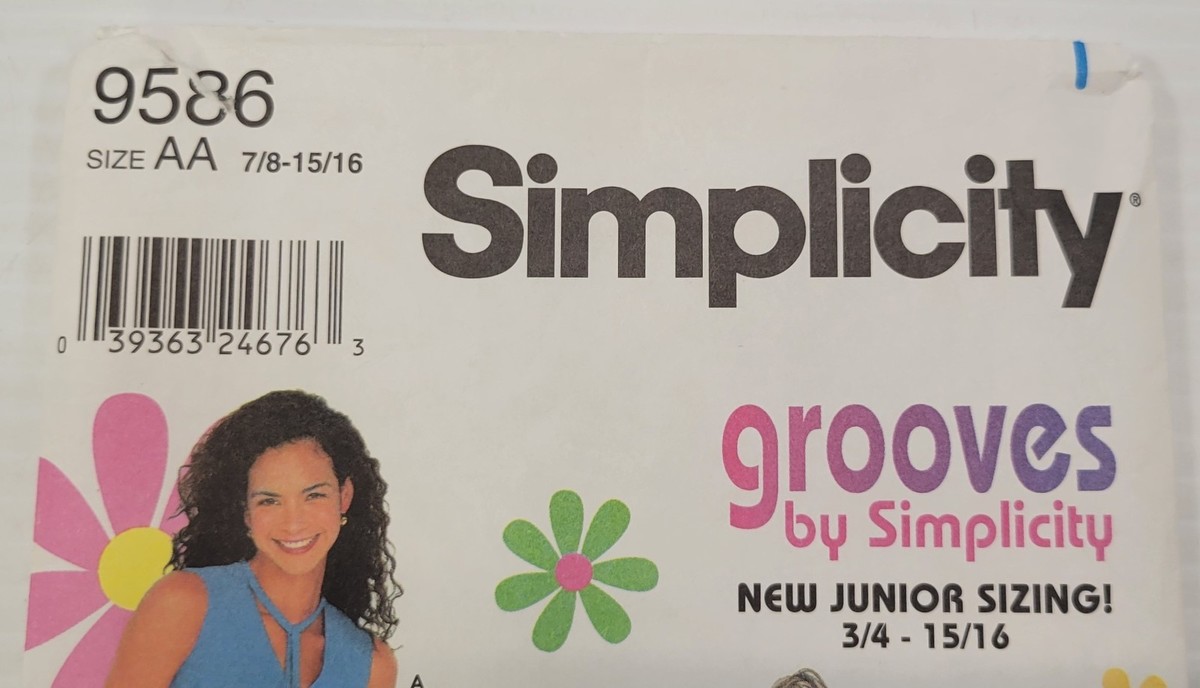 9586
SIZE AA 7/8-15/16
Simplicity®
0 39363 24676 3
grooves
by Simplicity
NEW JUNIOR SIZING!
3/4 - 15/16
A